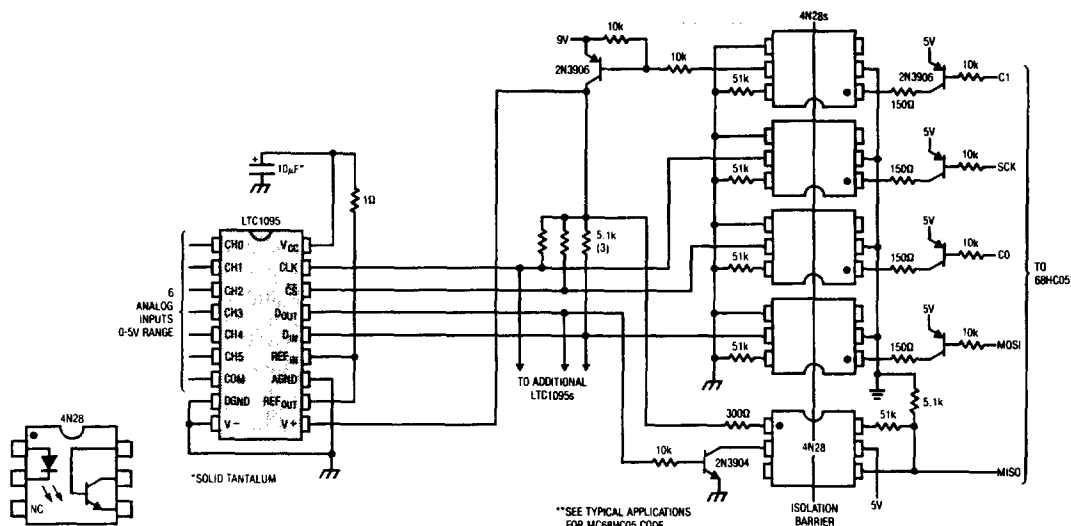 4N28s
9V
10k
2N3906
10k
51k
5V
2N3906
10k
C1
150Ω
5V
10k
SCK
51k
150Ω
5V
10k
C0
51k
150Ω
5V
10k
MOSI
51k
150Ω
TO
68HC05
10µF*
1Ω
LTC1095
CH0
CH1
CH2
CH3
CH4
CH5
COM
DGND
V−
VCC
CLK
CS
DOUT
DIN
REFIN
AGND
REFOUT
V+
6
ANALOG
INPUTS
0-5V RANGE
5.1k
(3)
TO ADDITIONAL
LTC1095s
300Ω
4N28
51k
5.1k
MISO
5V
10k
2N3904
4N28
NC
*SOLID TANTALUM
**SEE TYPICAL APPLICATIONS
FOR MC68HC05 CODE
ISOLATION
BARRIER